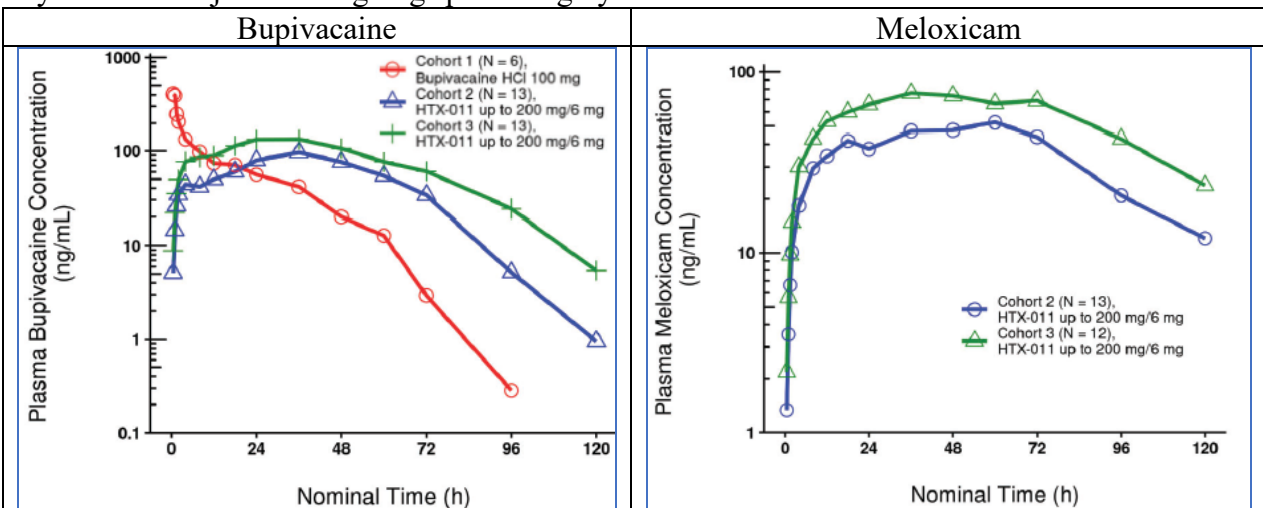 Bupivacaine
Meloxicam
Cohort 1 (N = 6),
Bupivacaine HCl 100 mg
Cohort 2 (N = 13),
HTX-011 up to 200 mg/6 mg
Cohort 3 (N = 13),
HTX-011 up to 200 mg/6 mg
Plasma Bupivacaine Concentration
(ng/mL)
1000
100
10
1
0.1
0 24 48 72 96 120
Nominal Time (h)
Plasma Meloxicam Concentration
(ng/mL)
100
10
1
Cohort 2 (N = 13),
HTX-011 up to 200 mg/6 mg
Cohort 3 (N = 12),
HTX-011 up to 200 mg/6 mg
0 24 48 72 96 120
Nominal Time (h)